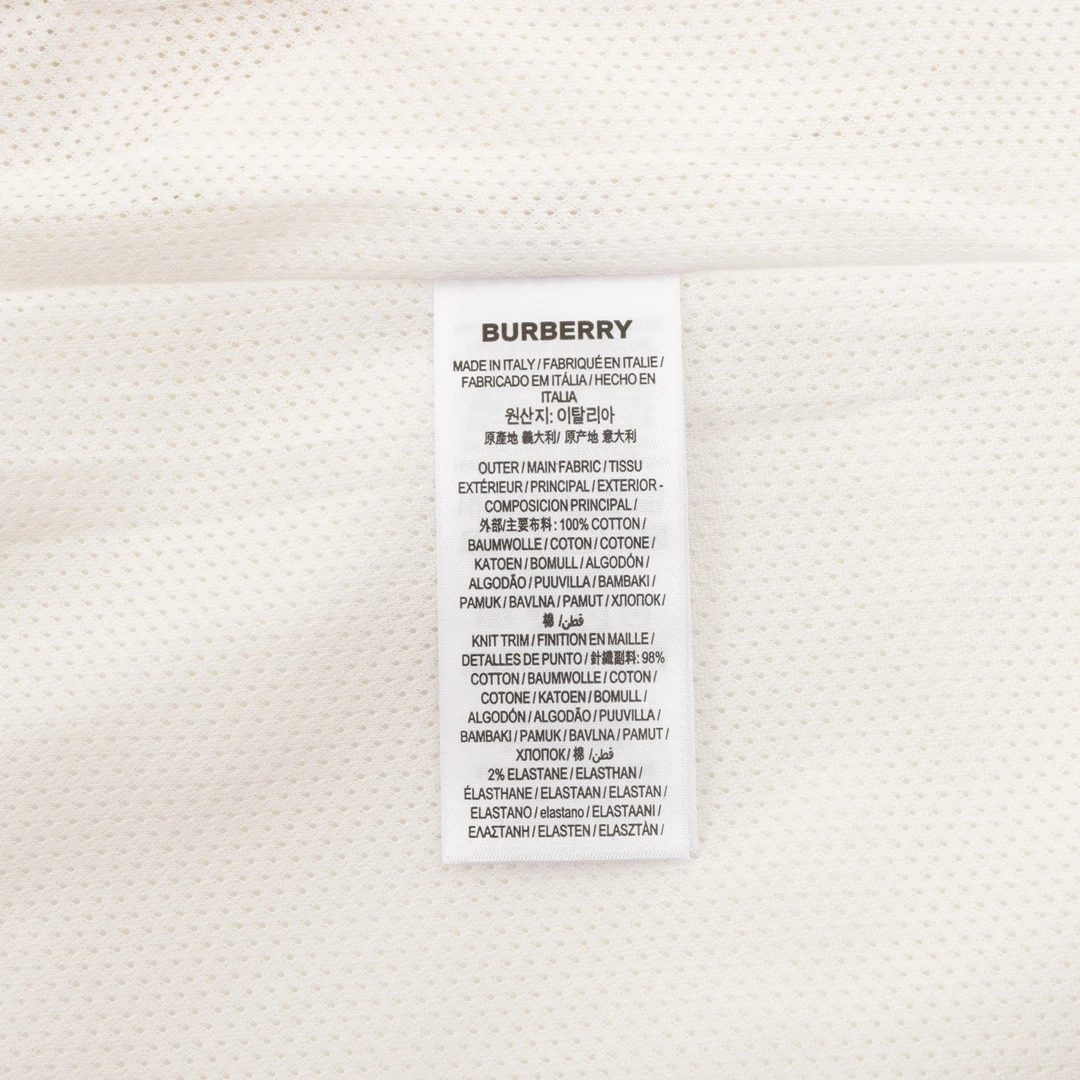 BURBERRY
MADE IN ITALY / FABRIQUÉ EN ITALIE /
FABRICADO EM ITÁLIA / HECHO EN
ITALIA
원산지: 이탈리아
原產地 義大利/ 原产地 意大利
OUTER / MAIN FABRIC / TISSU
EXTÉRIEUR / PRINCIPAL / EXTERIOR -
COMPOSICION PRINCIPAL /
外部/主要布料: 100% COTTON /
BAUMWOLLE / COTON / COTONE /
KATOEN / BOMULL / ALGODÓN /
ALGODÃO / PUUVILLA / BAMBAKI /
PAMUK / BAVLNA / PAMUT / ХЛОПОК /
棉 /قطن/
KNIT TRIM / FINITION EN MAILLE /
DETALLES DE PUNTO / 針織副料: 98%
COTTON / BAUMWOLLE / COTON /
COTONE / KATOEN / BOMULL /
ALGODÓN / ALGODÃO / PUUVILLA /
BAMBAKI / PAMUK / BAVLNA / PAMUT /
ХЛОПОК / 棉 /قطن/
2% ELASTANE / ELASTHAN /
ÉLASTHANE / ELASTAAN / ELASTAN /
ELASTANO / elastano / ELASTAANI /
ΕΛΑΣΤΑΝΗ / ELASTEN / ELASZTÀN /